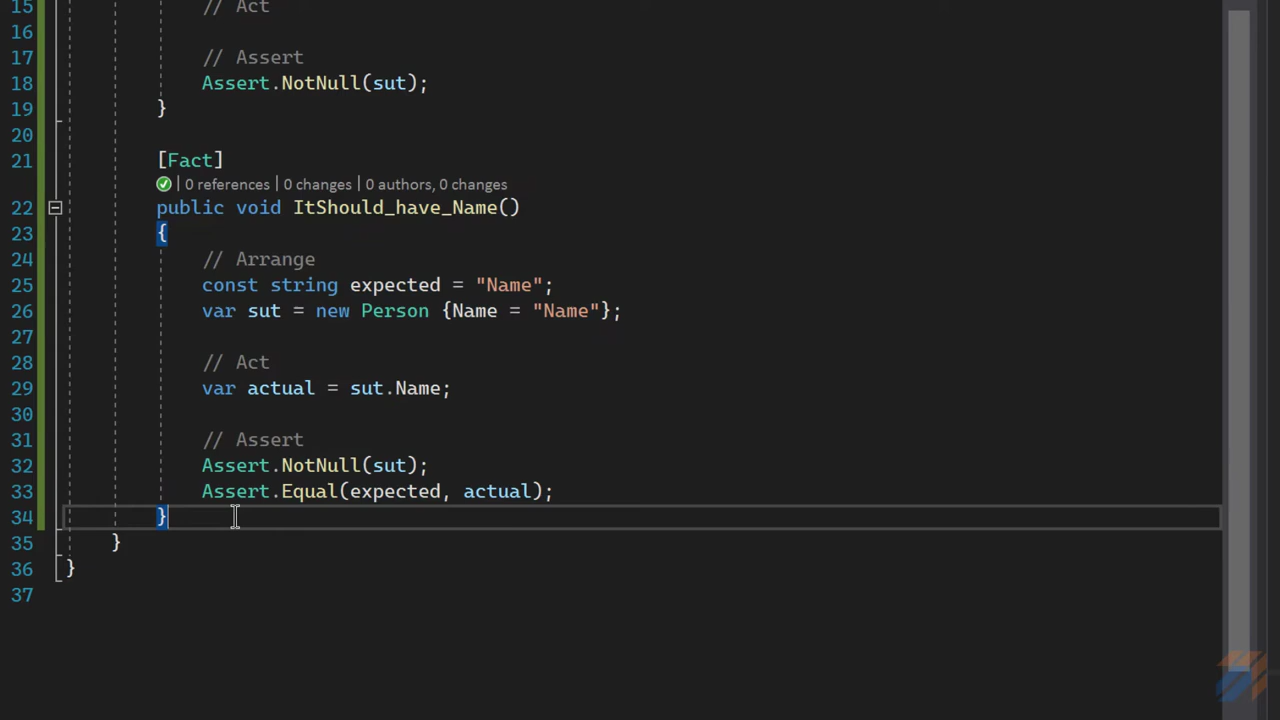 15 // Act
16
17 // Assert
18 Assert.NotNull(sut);
19 }
20
21 [Fact]
0 references | 0 changes | 0 authors, 0 changes
22 public void ItShould_have_Name()
23 {
24 // Arrange
25 const string expected = "Name";
26 var sut = new Person {Name = "Name"};
27
28 // Act
29 var actual = sut.Name;
30
31 // Assert
32 Assert.NotNull(sut);
33 Assert.Equal(expected, actual);
34 }
35 }
36 }
37